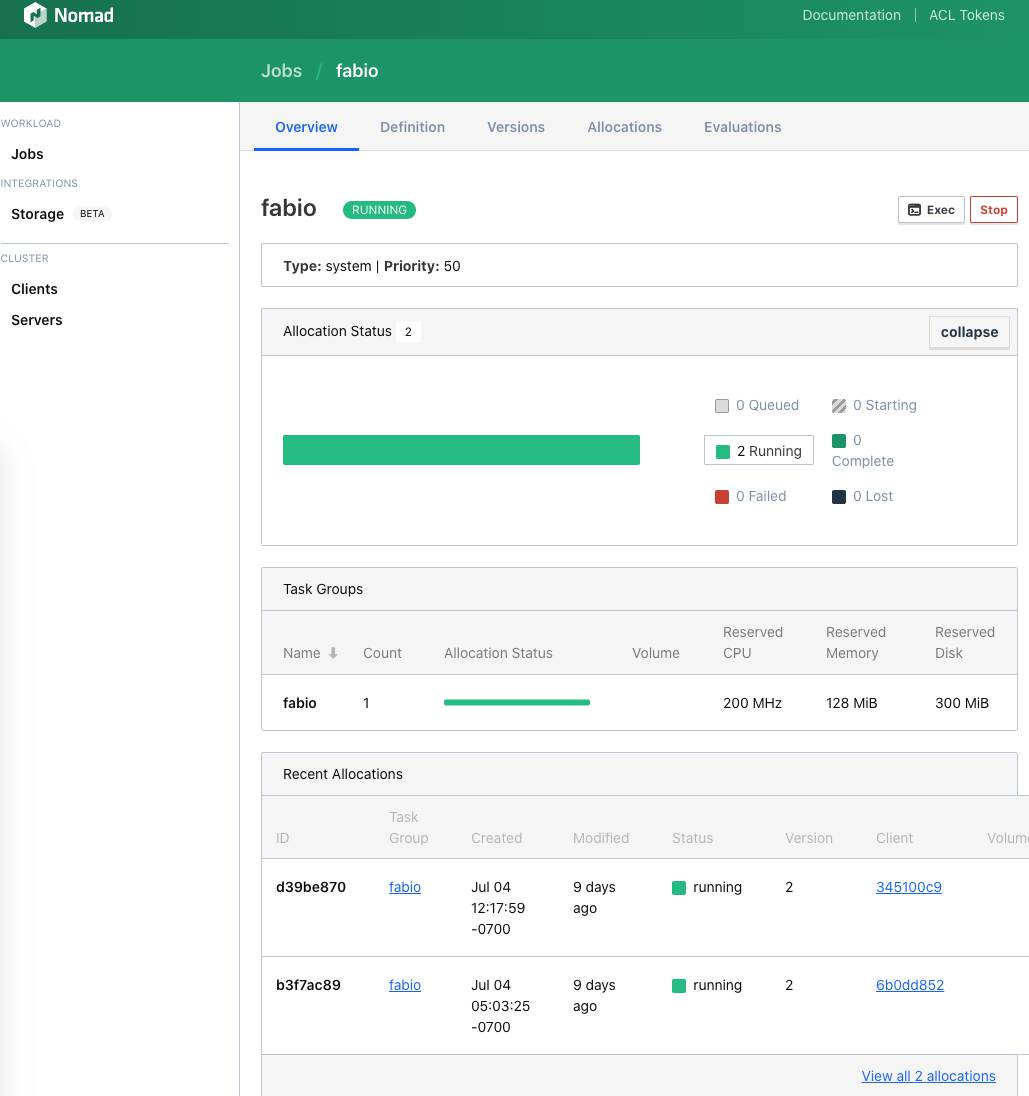 Nomad
Documentation | ACL Tokens
Jobs / fabio
WORKLOAD
Jobs
INTEGRATIONS
Storage BETA
CLUSTER
Clients
Servers
Overview Definition Versions Allocations Evaluations
fabio RUNNING Exec Stop
Type: system | Priority: 50
Allocation Status 2 collapse
0 Queued 0 Starting
2 Running 0 Complete
0 Failed 0 Lost
Task Groups
Name Count Allocation Status Volume Reserved CPU Reserved Memory Reserved Disk
fabio 1 200 MHz 128 MiB 300 MiB
Recent Allocations
ID Task Group Created Modified Status Version Client Volume
d39be870 fabio Jul 04 12:17:59 -0700 9 days ago running 2 345100c9
b3f7ac89 fabio Jul 04 05:03:25 -0700 9 days ago running 2 6b0dd852
View all 2 allocations